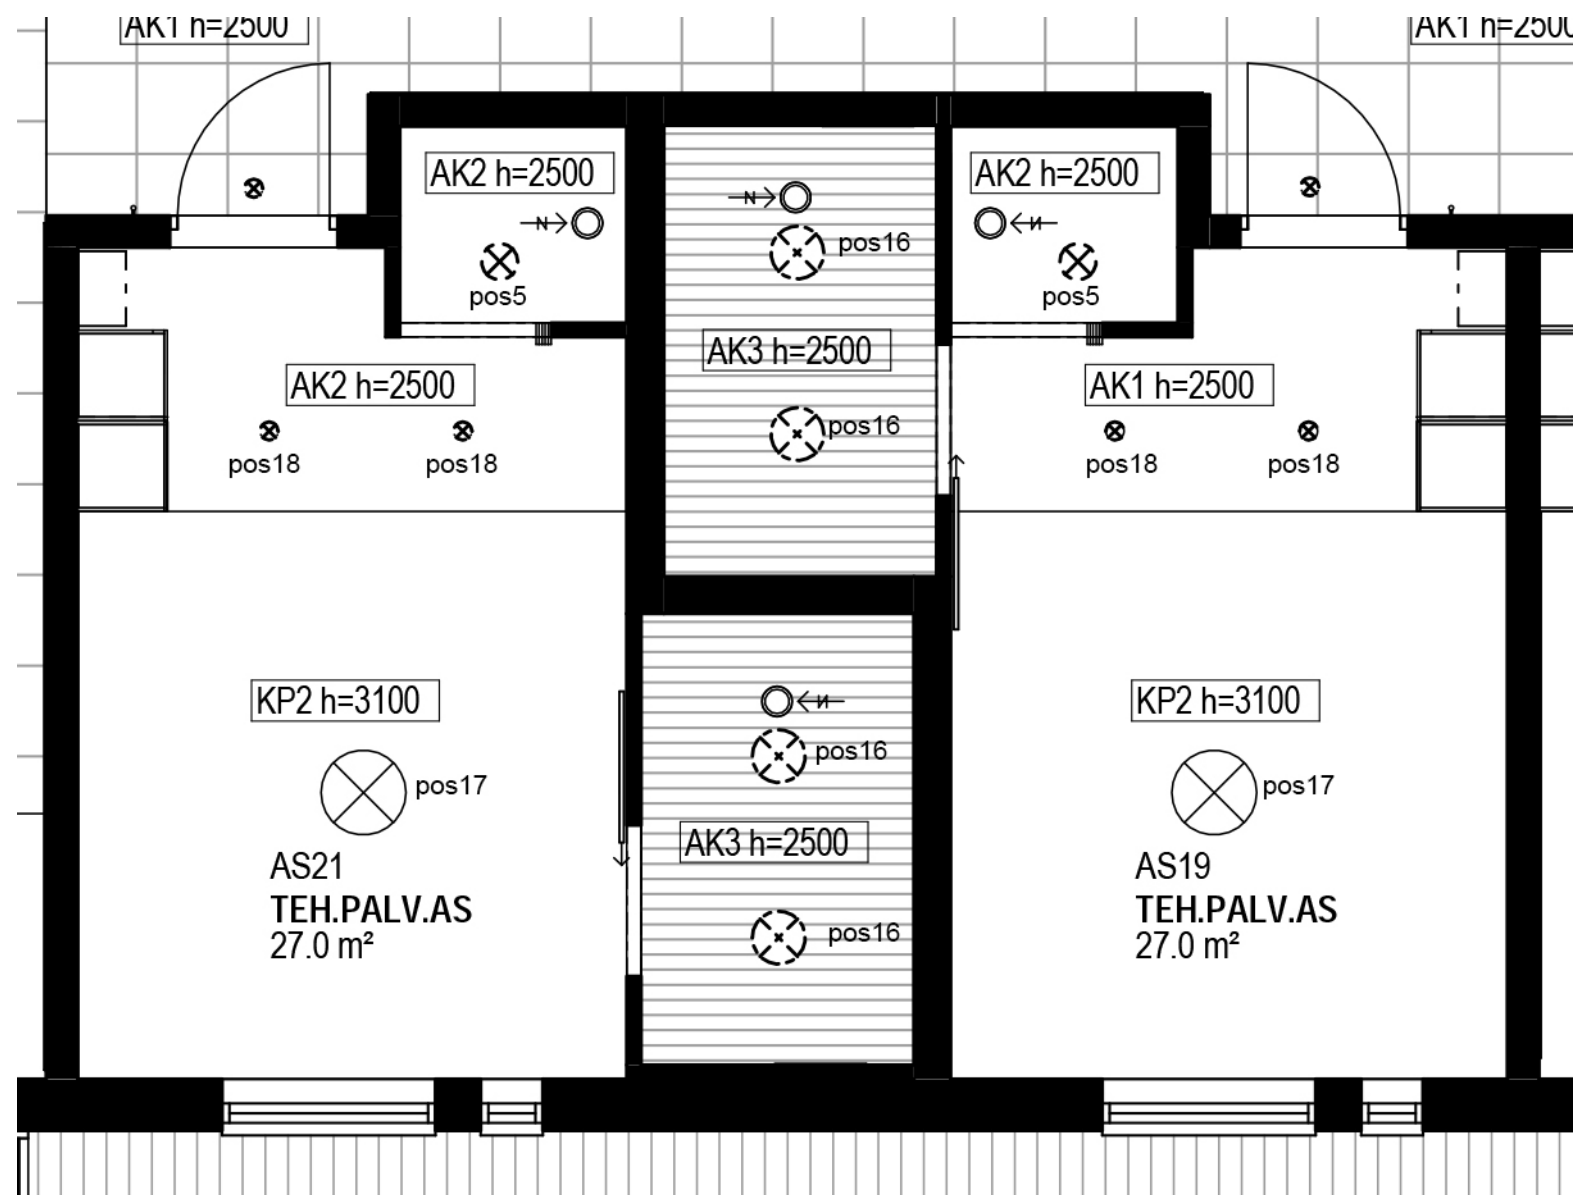 AK1 h=2500
AK1 h=2500
AK2 h=2500
N
pos5
N
pos16
AK3 h=2500
pos16
AK2 h=2500
N
pos5
AK2 h=2500
pos18
pos18
AK1 h=2500
pos18
pos18
KP2 h=3100
pos17
AS21
TEH.PALV.AS
27.0 m²
N
pos16
AK3 h=2500
pos16
KP2 h=3100
pos17
AS19
TEH.PALV.AS
27.0 m²